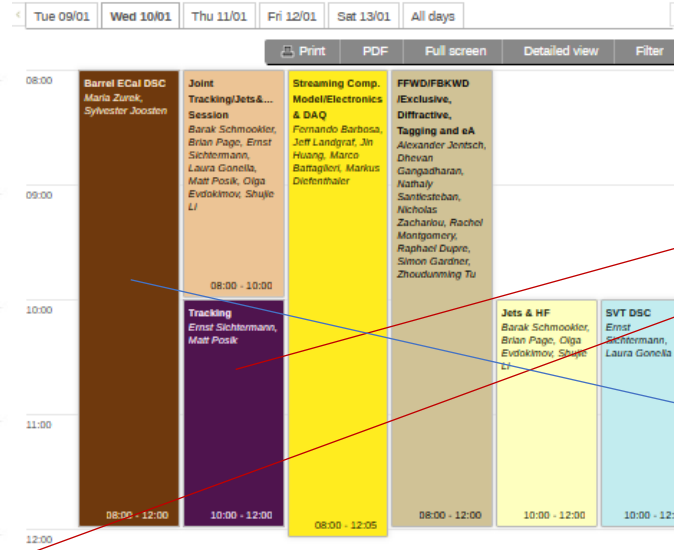 Tue 09/01 Wed 10/01 Thu 11/01 Fri 12/01 Sat 13/01 All days
Print PDF Full screen Detailed view Filter
08:00
09:00
10:00
11:00
12:00
Barrel ECal DSC
Maria Zurek,
Sylvester Joosten
08:00 - 12:00
Joint
Tracking/Jets&...
Session
Barak Schmookler,
Brian Page, Ernst
Sichtermann,
Laura Gonella,
Matt Posik, Olga
Evdokimov, Shujie
Li
08:00 - 10:00
Tracking
Ernst Sichtermann,
Matt Posik
10:00 - 12:00
Streaming Comp.
Model/Electronics
& DAQ
Fernando Barbosa,
Jeff Landgraf, Jin
Huang, Marco
Battaglieri, Markus
Diefenthaler
08:00 - 12:05
FFWD/FBKWD
/Exclusive,
Diffractive,
Tagging and eA
Alexander Jentsch,
Dhevan
Gangadharan,
Nathaly
Santiesteban,
Nicholas
Zachariou, Rachel
Montgomery,
Raphael Dupre,
Simon Gardner,
Zhoudunming Tu
08:00 - 12:00
Jets & HF
Barak Schmookler,
Brian Page, Olga
Evdokimov, Shujie
Li
10:00 - 12:00
SVT DSC
Ernst
Sichtermann,
Laura Gonella
10:00 - 12: